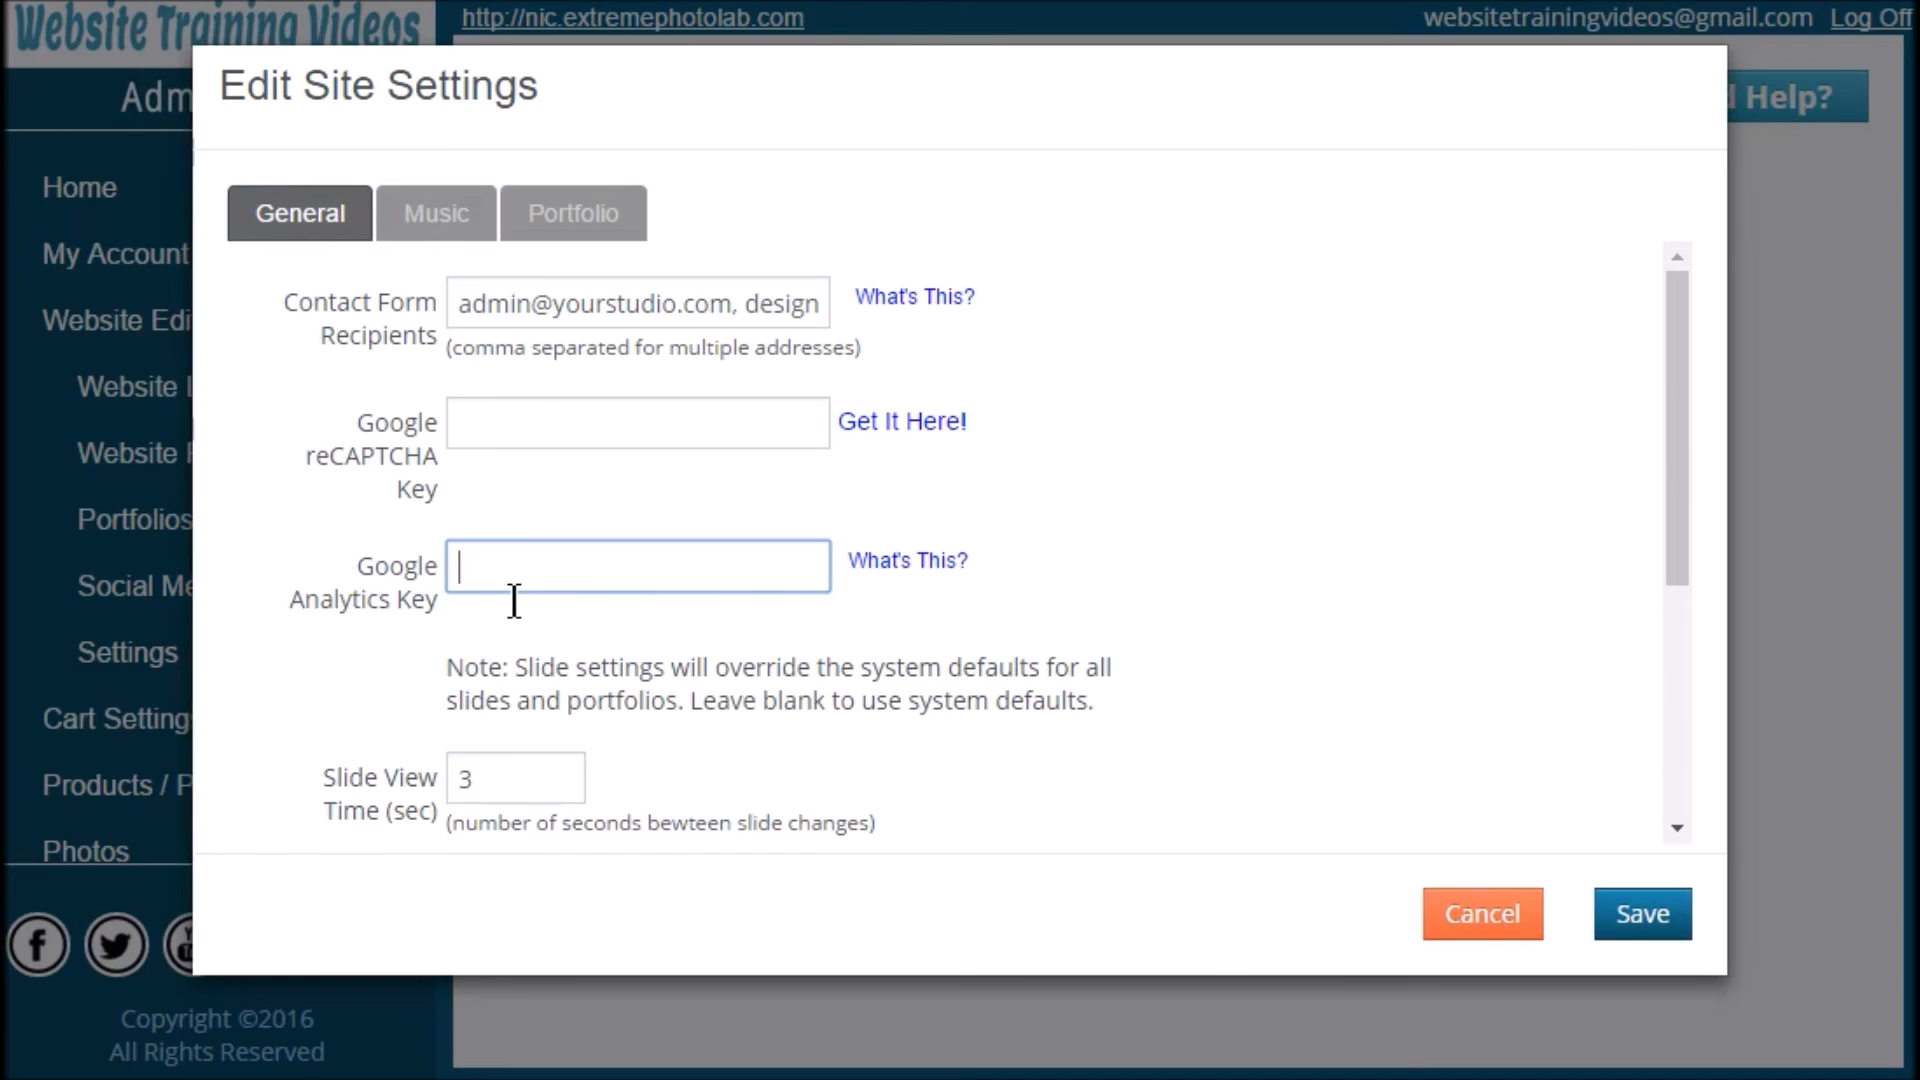 Website Training Videos
http://nic.extremephotolab.com
websitetrainingvideos@gmail.com Log Off
Edit Site Settings
Adm
Help?
Home
My Account
Website Edi
Website
Website
Portfolios
Social Me
Settings
Cart Setting
Products / P
Photos
General
Music
Portfolio
Contact Form
Recipients
admin@yourstudio.com, design
What's This?
(comma separated for multiple addresses)
Google
reCAPTCHA
Key
Get It Here!
Google
Analytics Key
What's This?
Note: Slide settings will override the system defaults for all
slides and portfolios. Leave blank to use system defaults.
Slide View
Time (sec)
3
(number of seconds bewteen slide changes)
Cancel
Save
Copyright ©2016
All Rights Reserved